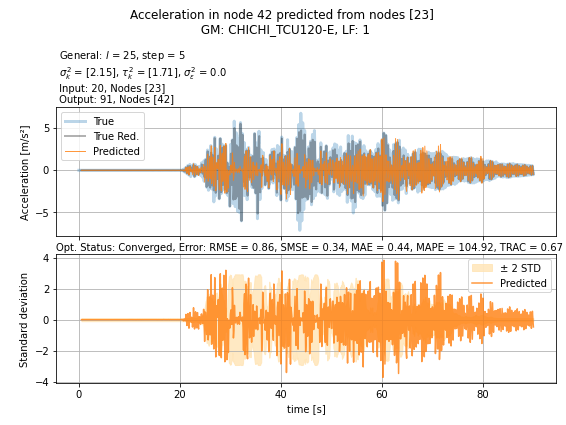 Acceleration in node 42 predicted from nodes [23]
GM: CHICHI_TCU120-E, LF: 1
General: l = 25, step = 5
σ²ₖ = [2.15], τ²ₖ = [1.71], σ²ε = 0.0
Input: 20, Nodes [23]
Output: 91, Nodes [42]
True
True Red.
Predicted
5
0
−5
Acceleration [m/s²]
Opt. Status: Converged, Error: RMSE = 0.86, SMSE = 0.34, MAE = 0.44, MAPE = 104.92, TRAC = 0.67
± 2 STD
Predicted
4
2
0
−2
−4
Standard deviation
0 20 40 60 80
time [s]